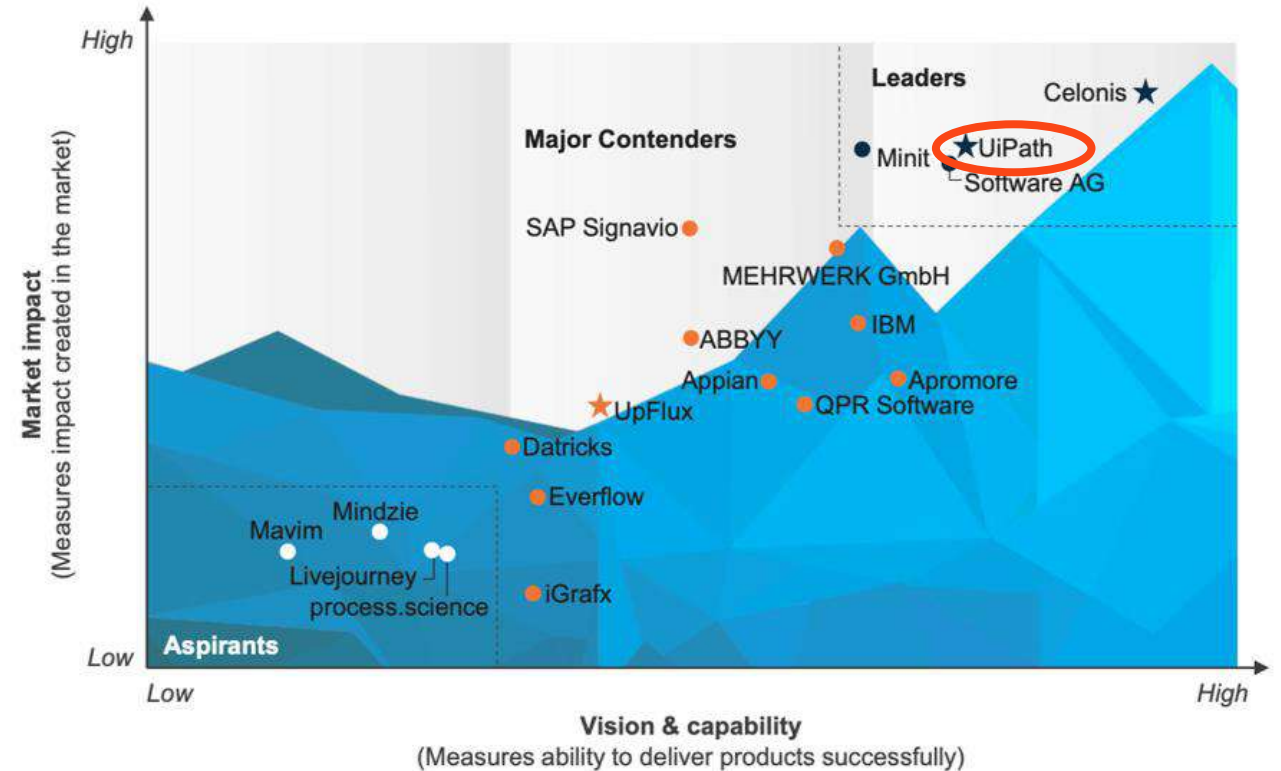 High
Leaders
Celonis
Major Contenders
Minit
UiPath
Software AG
SAP Signavio
MEHRWERK GmbH
IBM
ABBYY
Appian
Apromore
QPR Software
UpFlux
Datricks
Everflow
Mindzie
Mavim
Livejourney
process.science
iGrafx
Aspirants
Low
Market impact
(Measures impact created in the market)
Low
High
Vision & capability
(Measures ability to deliver products successfully)